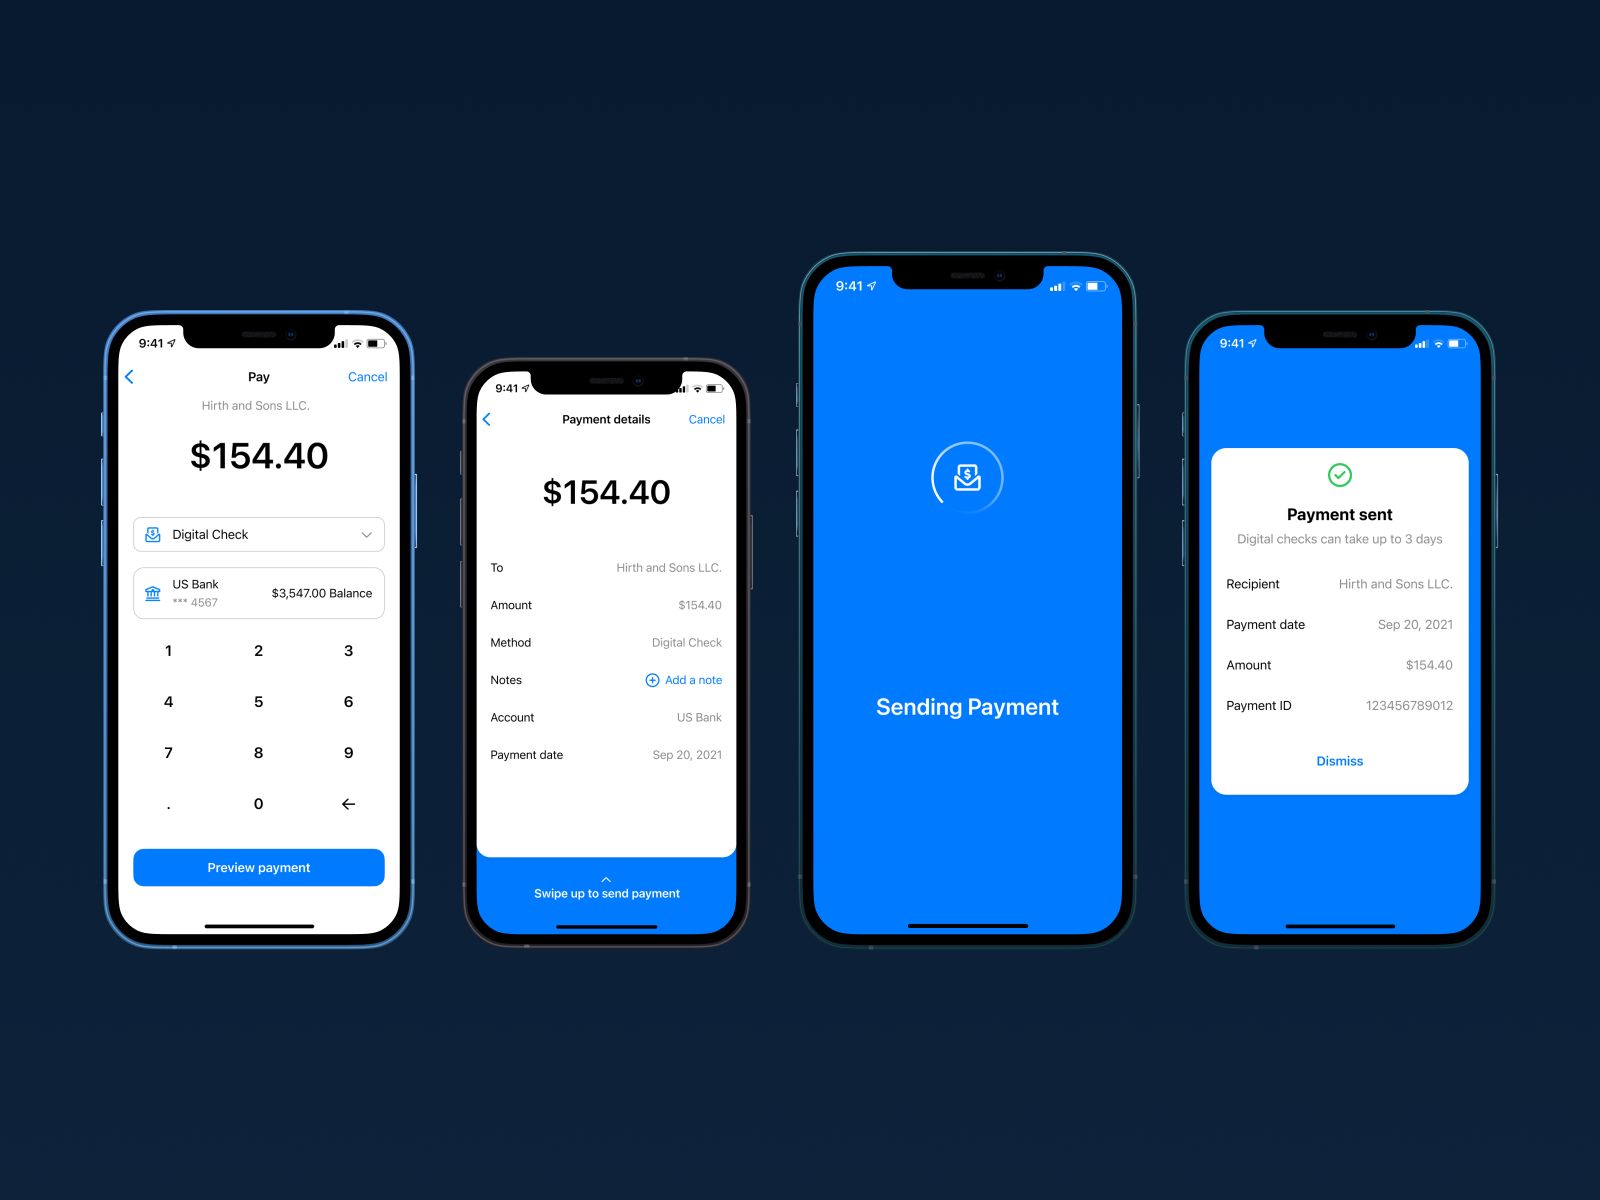 9:41
Pay
Cancel
Hirth and Sons LLC.
$154.40
Digital Check
US Bank
*** 4567
$3,547.00 Balance
1 2 3
4 5 6
7 8 9
. 0
Preview payment
9:41
Payment details
Cancel
$154.40
To Hirth and Sons LLC.
Amount $154.40
Method Digital Check
Notes Add a note
Account US Bank
Payment date Sep 20, 2021
Swipe up to send payment
9:41
$
Sending Payment
9:41
Payment sent
Digital checks can take up to 3 days
Recipient Hirth and Sons LLC.
Payment date Sep 20, 2021
Amount $154.40
Payment ID 123456789012
Dismiss